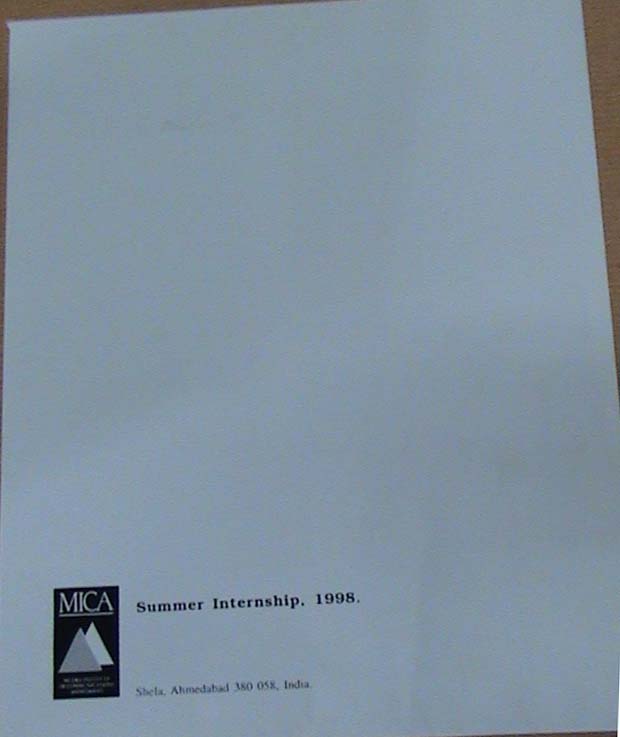 MICA
Summer Internship, 1998.
Shela, Ahmedabad 380 058, India.